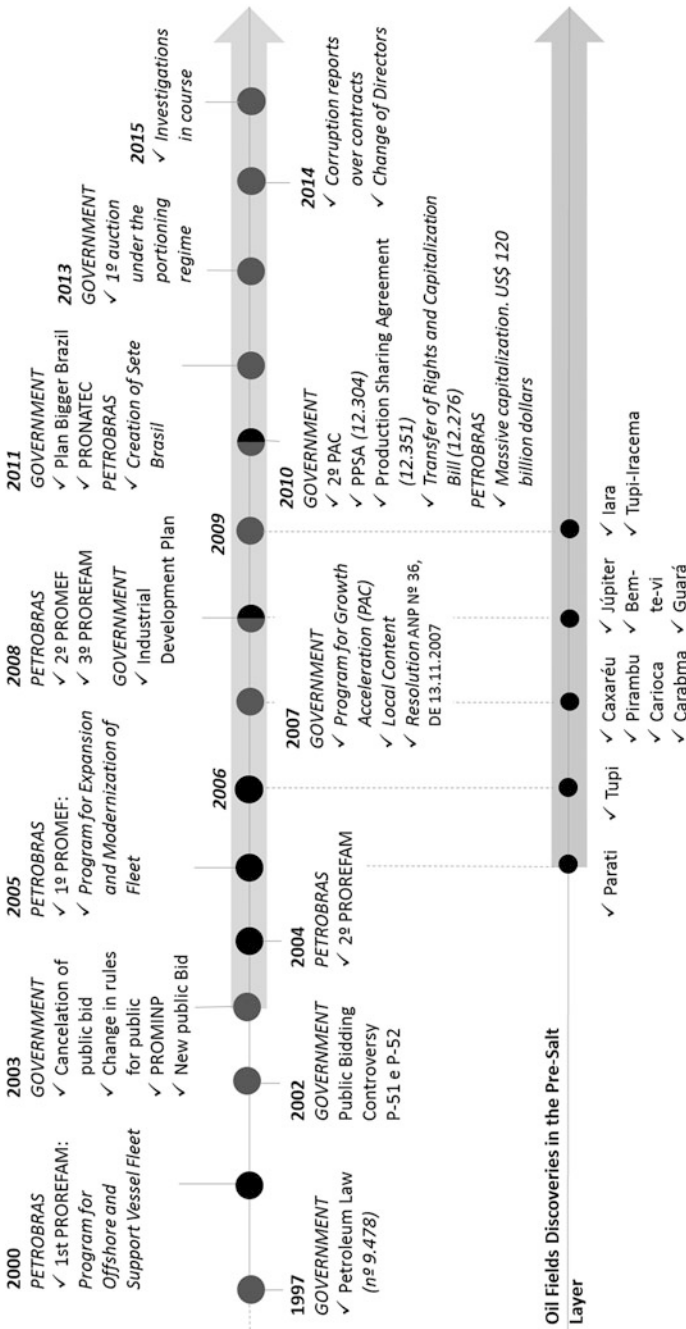 2000
PETROBRAS
✓ 1st PROREFAM:
Program for
Offshore and
Support Vessel Fleet
2003
GOVERNMENT
✓ Cancelation of
public bid
✓ Change in rules
for public
✓ PROMINP
✓ New public Bid
2005
PETROBRAS
✓ 1º PROMEF:
✓ Program for Expansion
and Modernization of
Fleet
2006
2008
PETROBRAS
✓ 2º PROMEF
✓ 3º PROREFAM
GOVERNMENT
✓ Industrial
Development Plan
2009
2011
GOVERNMENT
✓ Plan Bigger Brazil
✓ PRONATEC
PETROBRAS
✓ Creation of Sete
Brasil
2013
GOVERNMENT
✓ 1º auction
under the
portioning
regime
2015
✓ Investigations
in course
1997
GOVERNMENT
✓ Petroleum Law
(nº 9.478)
2002
GOVERNMENT
Public Bidding
Controversy
P-51 e P-52
2004
PETROBRAS
✓ 2º PROREFAM
2007
GOVERNMENT
✓ Program for Growth
Acceleration (PAC)
✓ Local Content
✓ Resolution ANP Nº 36,
DE 13.11.2007
2010
GOVERNMENT
✓ 2º PAC
✓ PPSA (12.304)
✓ Production Sharing Agreement
(12.351)
✓ Transfer of Rights and Capitalization
Bill (12.276)
PETROBRAS
✓ Massive capitalization. US$ 120
billion dollars
2014
✓ Corruption reports
over contracts
✓ Change of Directors
Oil Fields Discoveries in the Pre-Salt
Layer
✓ Parati
✓ Tupi
✓ Caxaréu
✓ Pirambu
✓ Carioca
✓ Carabma
✓ Júpiter
✓ Bem-
te-vi
✓ Guará
✓ Iara
✓ Tupi-Iracema